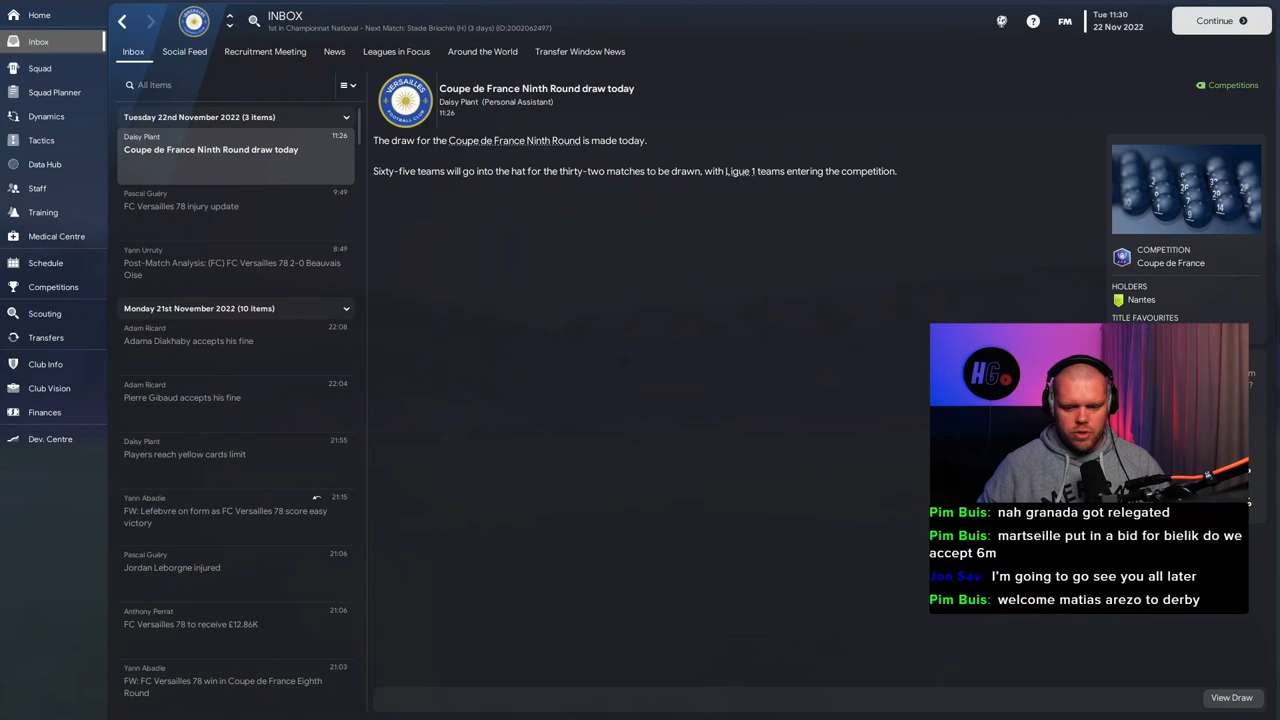 Home
Inbox
Squad
Squad Planner
Dynamics
Tactics
Data Hub
Staff
Training
Medical Centre
Schedule
Competitions
Scouting
Transfers
Club Info
Club Vision
Finances
Dev. Centre
VERSAILLES
INBOX
1st in Championnat National - Next Match: Stade Briochin (H) (3 days) (ID:2002062497)
FM
Tue 11:30
22 Nov 2022
Continue
Inbox
Social Feed
Recruitment Meeting
News
Leagues in Focus
Around the World
Transfer Window News
All Items
Tuesday 22nd November 2022 (3 items)
Daisy Plant 11:26
Coupe de France Ninth Round draw today
Pascal Guéry 9:49
FC Versailles 78 injury update
Yann Urruty 8:49
Post-Match Analysis: (FC) FC Versailles 78 2-0 Beauvais
Oise
Monday 21st November 2022 (10 items)
Adam Ricard 22:08
Adama Diakhaby accepts his fine
Adam Ricard 22:04
Pierre Gibaud accepts his fine
Daisy Plant 21:55
Players reach yellow cards limit
Yann Abadie 21:15
FW: Lefebvre on form as FC Versailles 78 score easy
victory
Pascal Guéry 21:06
Jordan Leborgne injured
Anthony Perrat 21:06
FC Versailles 78 to receive £12.86K
Yann Abadie 21:03
FW: FC Versailles 78 win in Coupe de France Eighth
Round
VERSAILLES
FOOTBALL CLUB
Coupe de France Ninth Round draw today
Daisy Plant (Personal Assistant)
11:26
Competitions
The draw for the Coupe de France Ninth Round is made today.
Sixty-five teams will go into the hat for the thirty-two matches to be drawn, with Ligue 1 teams entering the competition.
COMPETITION
Coupe de France
HOLDERS
Nantes
TITLE FAVOURITES
HG
Pim Buis: nah granada got relegated
Pim Buis: martseille put in a bid for bielik do we
accept 6m
Jon Sav I'm going to go see you all later
Pim Buis: welcome matias arezo to derby
View Draw